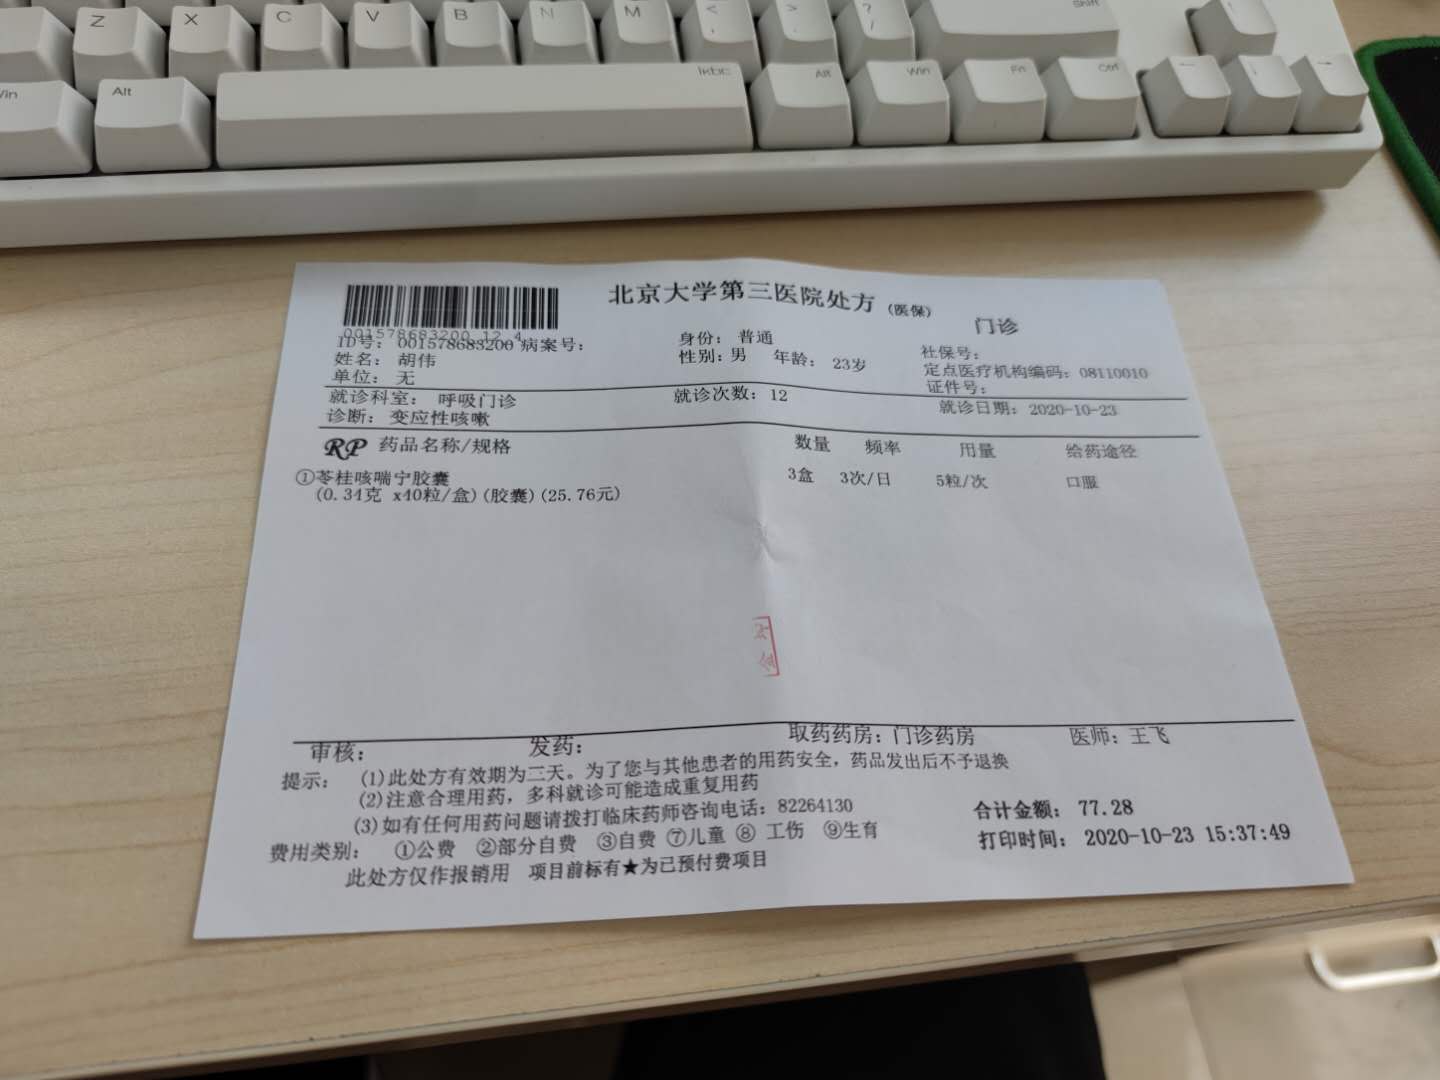 Z X C V B N M < , > . ? / Shift
Win Alt ikbc Alt Win Fn Ctrl ← ↓ →
北京大学第三医院处方 (医保)
门诊
001578683200_12_4
ID号: 001578683200 病案号:
身份: 普通
姓名: 胡伟
性别: 男 年龄: 23岁
社保号:
单位: 无
定点医疗机构编码: 08110010
证件号:
就诊科室: 呼吸门诊
就诊次数: 12
就诊日期: 2020-10-23
诊断: 变应性咳嗽
RP 药品名称/规格 数量 频率 用量 给药途径
①苓桂咳喘宁胶囊 3盒 3次/日 5粒/次 口服
(0.34克 x40粒/盒)(胶囊)(25.76元)
审核: 发药: 取药药房: 门诊药房 医师: 王飞
提示: (1)此处方有效期为三天。为了您与其他患者的用药安全, 药品发出后不予退换
(2)注意合理用药, 多科就诊可能造成重复用药
(3)如有任何用药问题请拨打临床药师咨询电话: 82264130
合计金额: 77.28
费用类别: ①公费 ②部分自费 ③自费 ⑦儿童 ⑧ 工伤 ⑨生育
打印时间: 2020-10-23 15:37:49
此处方仅作报销用 项目前标有★为已预付费项目